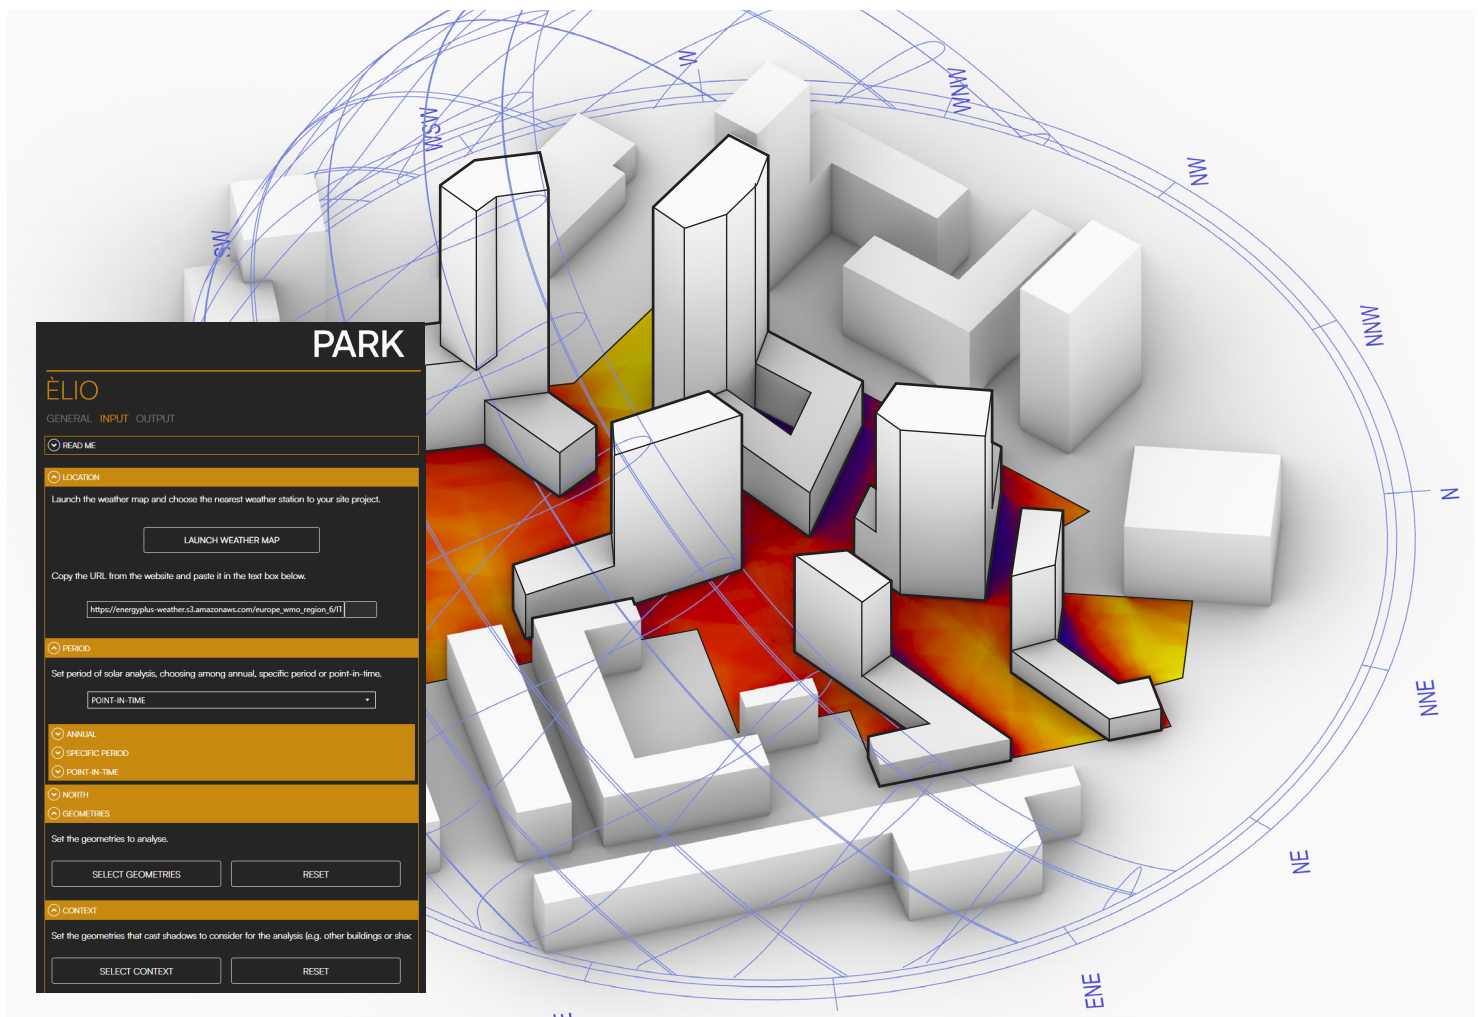 W
WNW
WSW
NW
SW
NNW
N
NNE
NE
ENE
E
PARK
ÈLIO
GENERAL INPUT OUTPUT
READ ME
LOCATION
Launch the weather map and choose the nearest weather station to your site project.
LAUNCH WEATHER MAP
Copy the URL from the website and paste it in the text box below.
https://energyplus-weather.s3.amazonaws.com/europe_wmo_region_6/IT
PERIOD
Set period of solar analysis, choosing among annual, specific period or point-in-time.
POINT-IN-TIME
ANNUAL
SPECIFIC PERIOD
POINT-IN-TIME
NORTH
GEOMETRIES
Set the geometries to analyse.
SELECT GEOMETRIES RESET
CONTEXT
Set the geometries that cast shadows to consider for the analysis (e.g. other buildings or shac
SELECT CONTEXT RESET